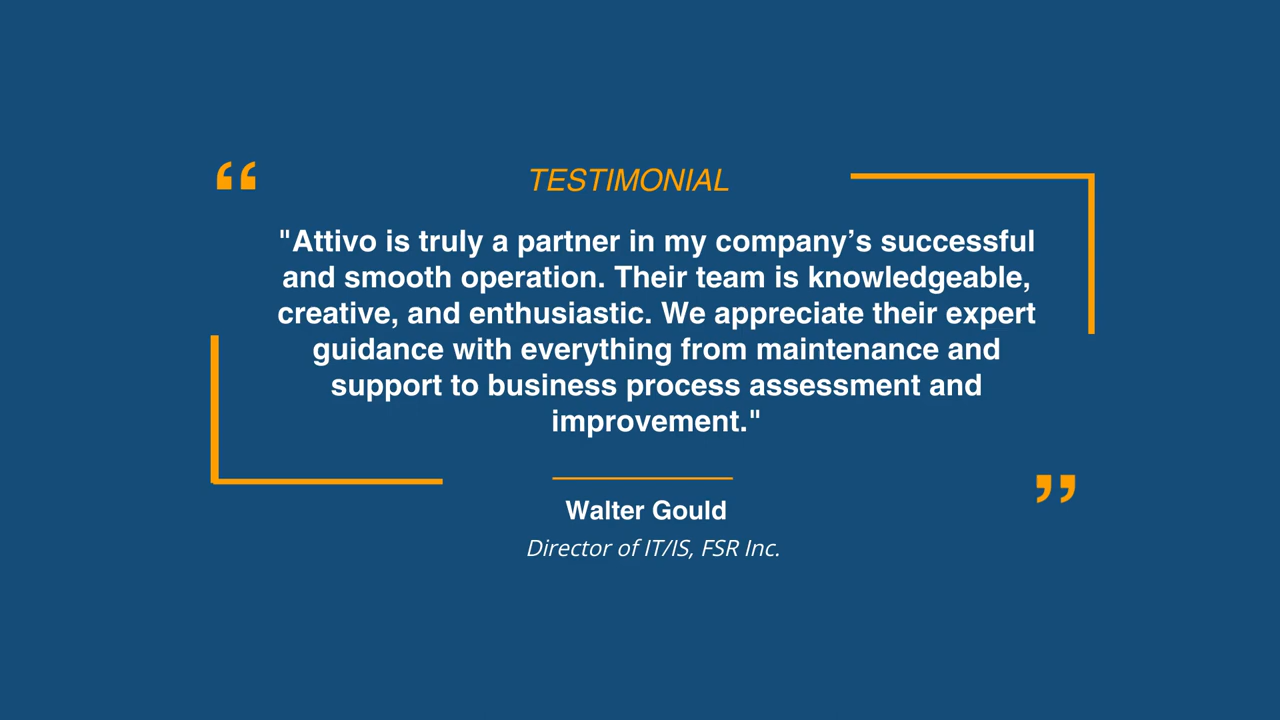 TESTIMONIAL
"Attivo is truly a partner in my company’s successful
and smooth operation. Their team is knowledgeable,
creative, and enthusiastic. We appreciate their expert
guidance with everything from maintenance and
support to business process assessment and
improvement."
Walter Gould
Director of IT/IS, FSR Inc.